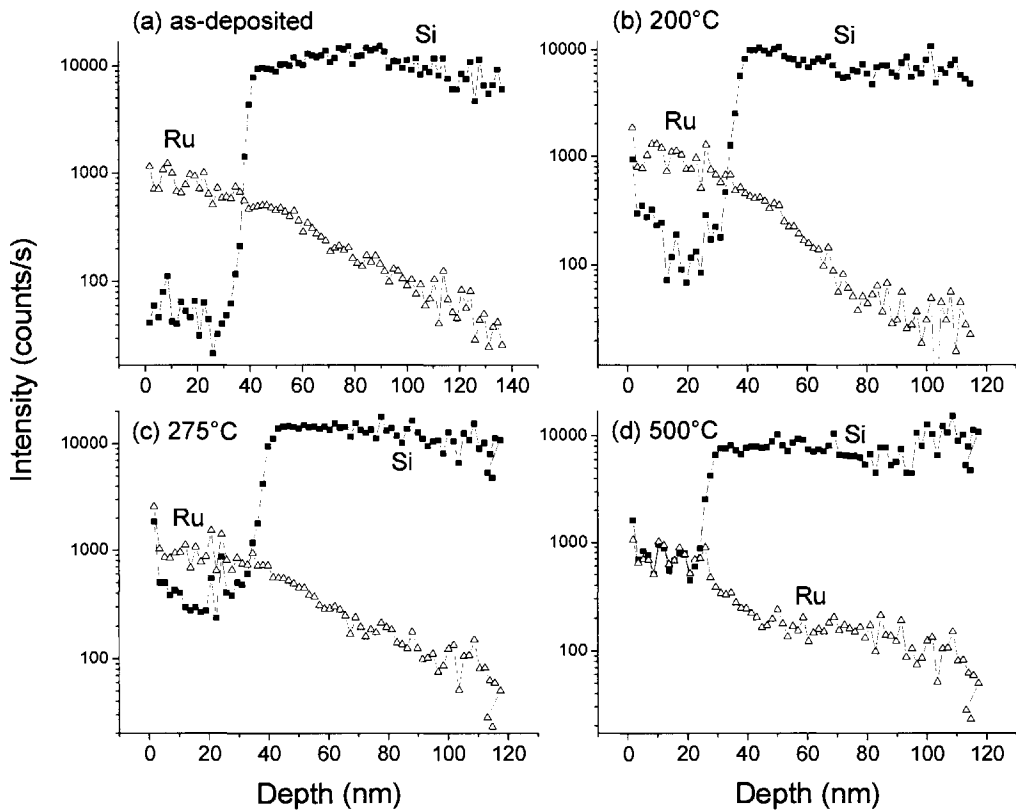 (a) as-deposited
Si
Ru
10000
1000
100
0 20 40 60 80 100 120 140
(b) 200°C
Si
Ru
10000
1000
100
0 20 40 60 80 100 120
Intensity (counts/s)
(c) 275°C
Si
Ru
10000
1000
100
0 20 40 60 80 100 120
Depth (nm)
(d) 500°C
Si
Ru
10000
1000
100
0 20 40 60 80 100 120
Depth (nm)